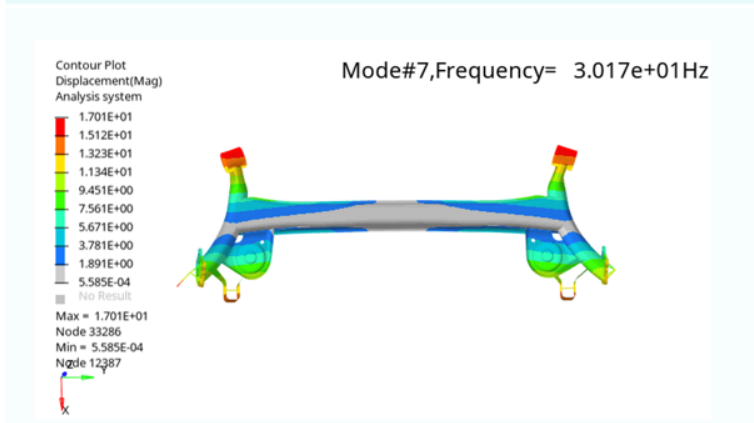 Contour Plot
Displacement(Mag)
Analysis system
Mode#7,Frequency= 3.017e+01Hz
1.701E+01
1.512E+01
1.323E+01
1.134E+01
9.451E+00
7.561E+00
5.671E+00
3.781E+00
1.891E+00
5.585E-04
No Result
Max = 1.701E+01
Node 33286
Min = 5.585E-04
Node 12387
Z
Y
X